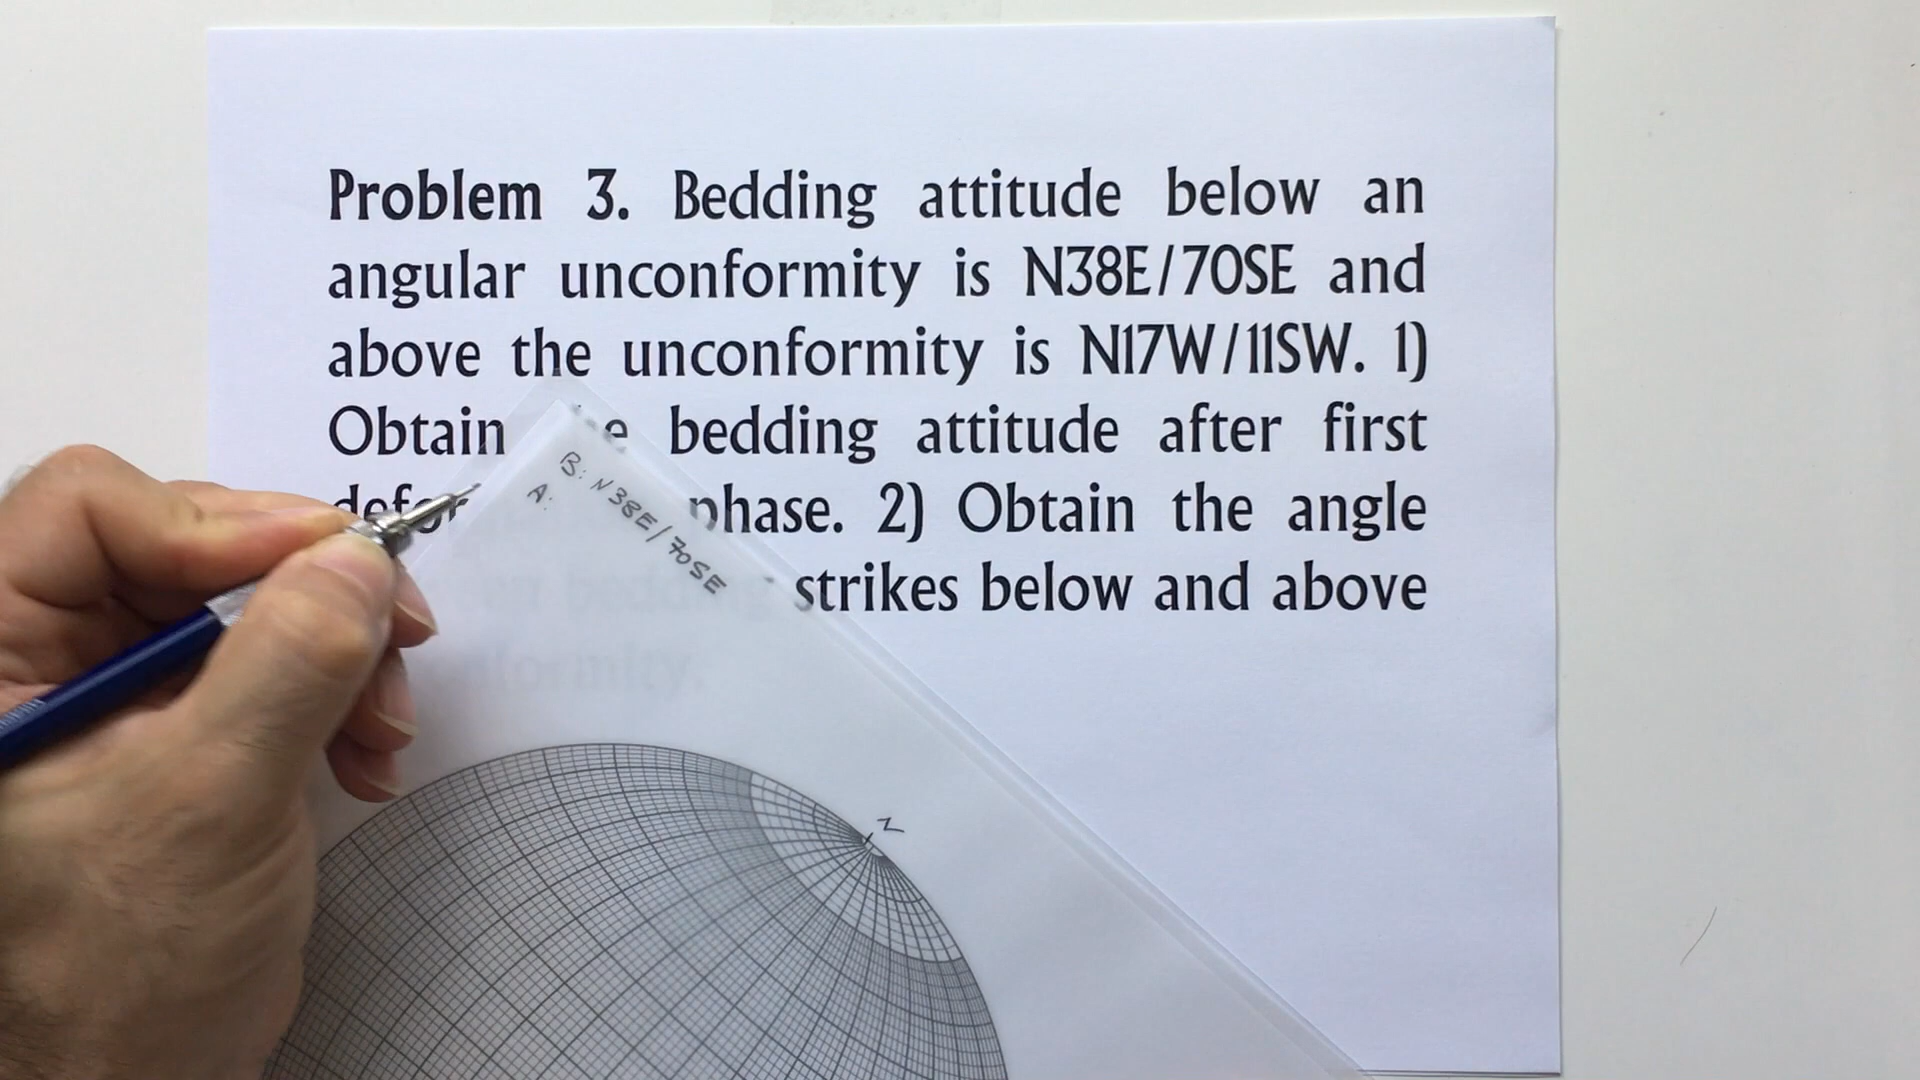 Problem 3. Bedding attitude below an
angular unconformity is N38E/70SE and
above the unconformity is N17W/11SW. 1)
Obtain bedding attitude after first
phase. 2) Obtain the angle
bedding strikes below and above
B: N38E/70SE
A:
N